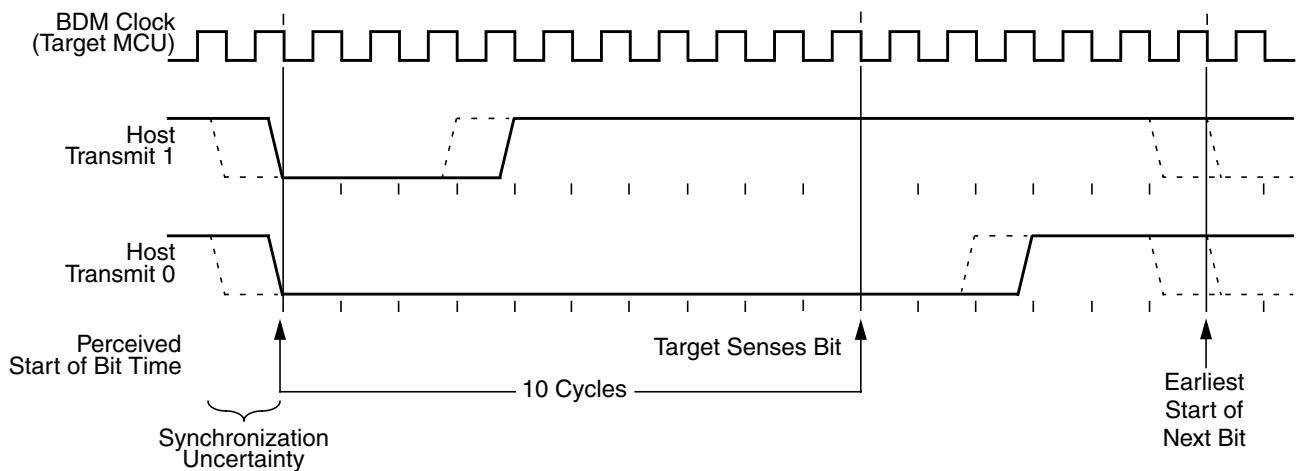 BDM Clock
(Target MCU)
Host
Transmit 1
Host
Transmit 0
Perceived
Start of Bit Time
Target Senses Bit
10 Cycles
Synchronization
Uncertainty
Earliest
Start of
Next Bit